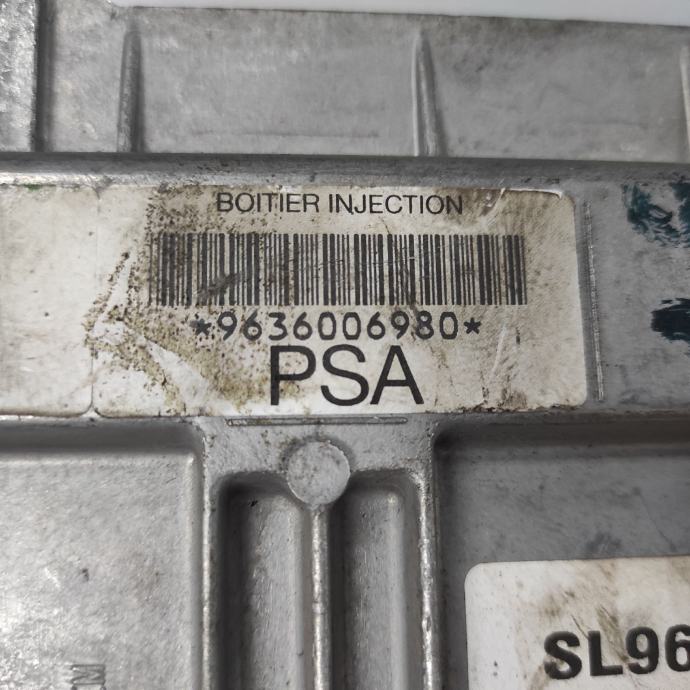 BOITIER INJECTION
*9636006980*
PSA
SL96